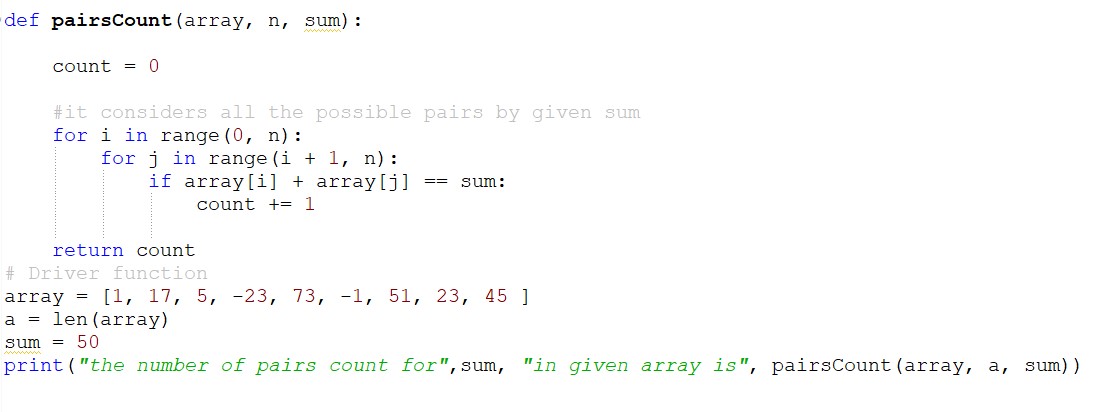 def pairsCount(array, n, sum):
    count = 0
    #it considers all the possible pairs by given sum
    for i in range(0, n):
        for j in range(i + 1, n):
            if array[i] + array[j] == sum:
                count += 1
    return count
# Driver function
array = [1, 17, 5, -23, 73, -1, 51, 23, 45 ]
a = len(array)
sum = 50
print("the number of pairs count for",sum, "in given array is", pairsCount(array, a, sum))